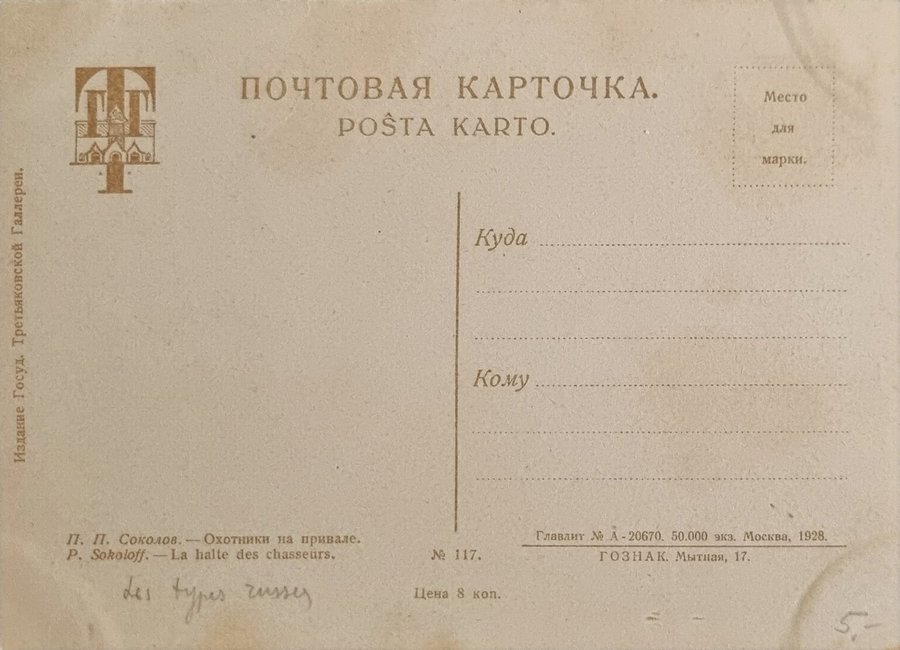 ПОЧТОВАЯ КАРТОЧКА.
POŜTA KARTO.
Место
для
марки.
Издание Госуд. Третьяковской Галлереи.
Куда
Кому
П. П. Соколов. — Охотники на привале.
P. Sokoloff. — La halte des chasseurs.
№ 117.
Главлит № А-20670. 50.000 экз. Москва, 1928.
ГОЗНАК. Мытная, 17.
Les types russes
Цена 8 коп.
5,-